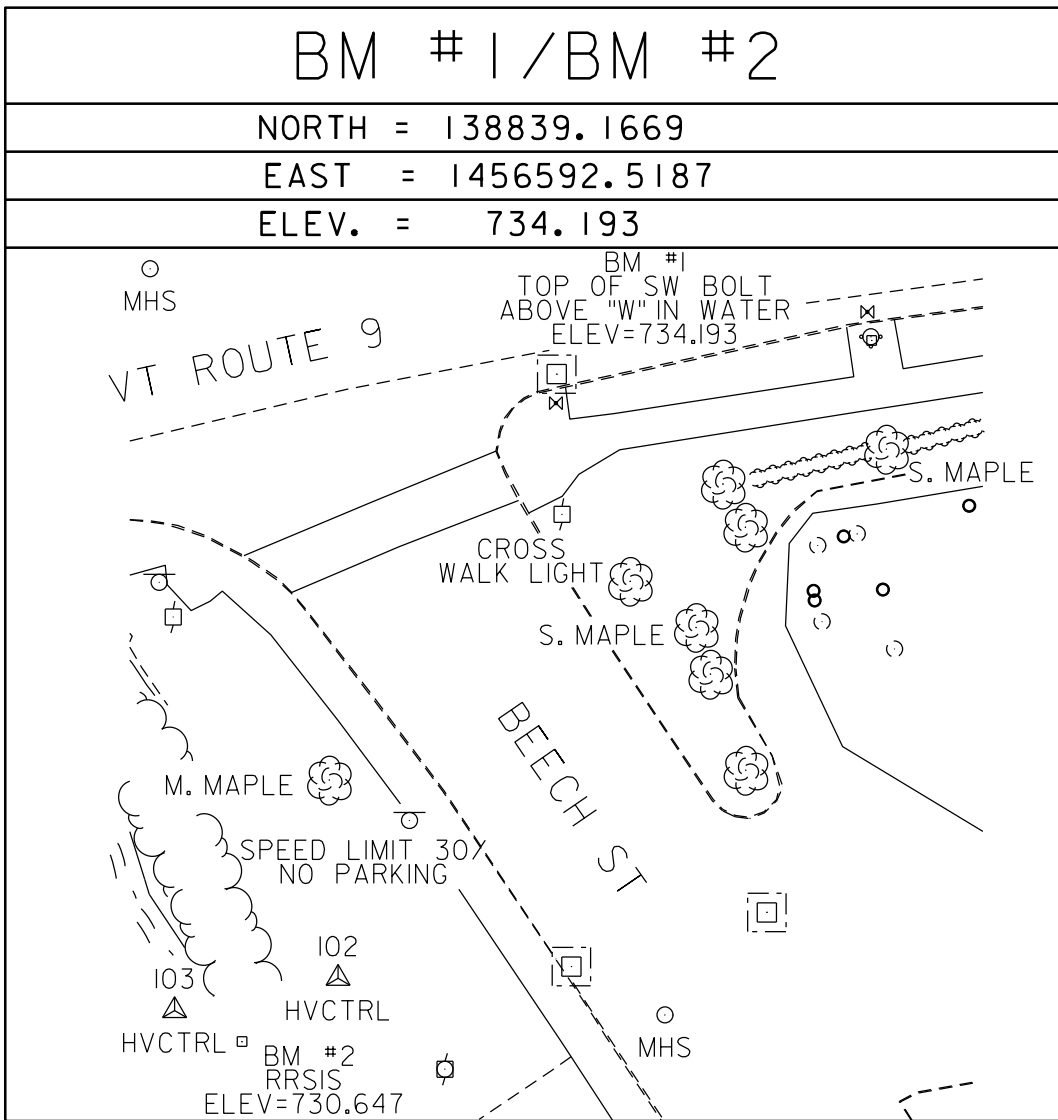 BM #1/BM #2
NORTH = 138839.1669
EAST = 1456592.5187
ELEV. = 734.193
MHS
BM #1
TOP OF SW BOLT
ABOVE "W" IN WATER
ELEV=734.193
VT ROUTE 9
S. MAPLE
CROSS
WALK LIGHT
S. MAPLE
BEECH ST
M. MAPLE
SPEED LIMIT 30/
NO PARKING
102
HVCTRL
103
HVCTRL
MHS
BM #2
RRSIS
ELEV=730.647